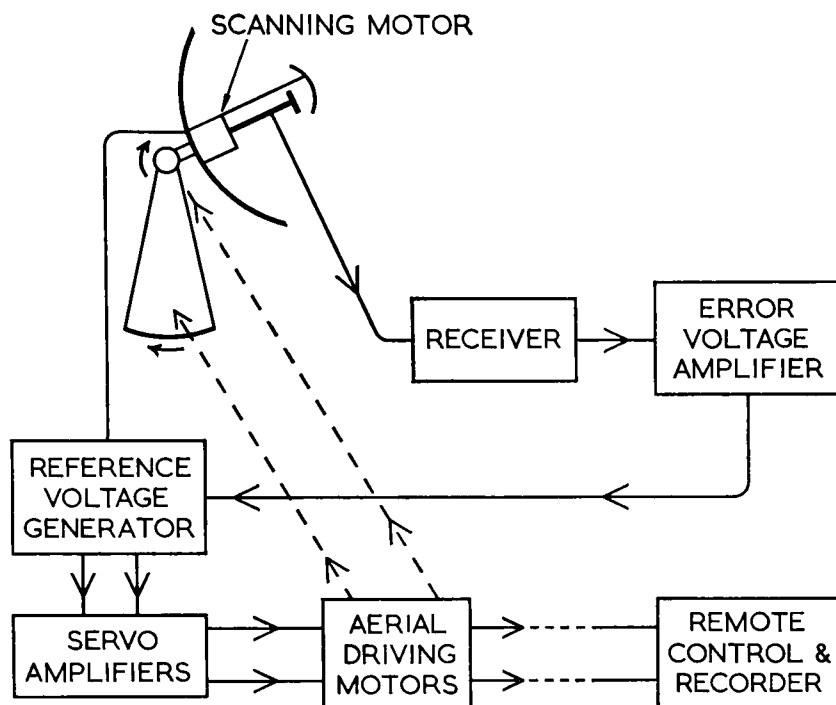 SCANNING MOTOR
RECEIVER
ERROR
VOLTAGE
AMPLIFIER
REFERENCE
VOLTAGE
GENERATOR
SERVO
AMPLIFIERS
AERIAL
DRIVING
MOTORS
REMOTE
CONTROL &
RECORDER